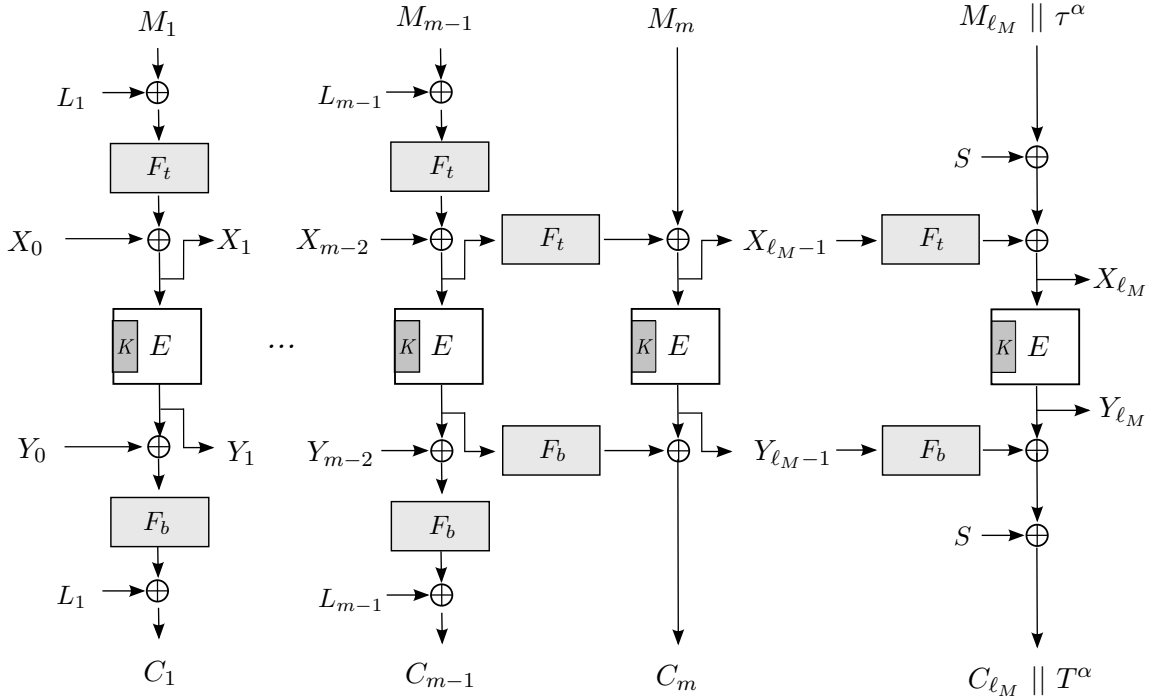 M_1 M_{m-1} M_m M_{ℓ_M} || τ^α
L_1 L_{m-1}
F_t F_t S
X_0 X_1 X_{m-2} F_t X_{ℓ_M-1} F_t
X_{ℓ_M}
K E ... K E K E K E
Y_{ℓ_M}
Y_0 Y_1 Y_{m-2} F_b Y_{ℓ_M-1} F_b
F_b F_b S
L_1 L_{m-1}
C_1 C_{m-1} C_m C_{ℓ_M} || T^α